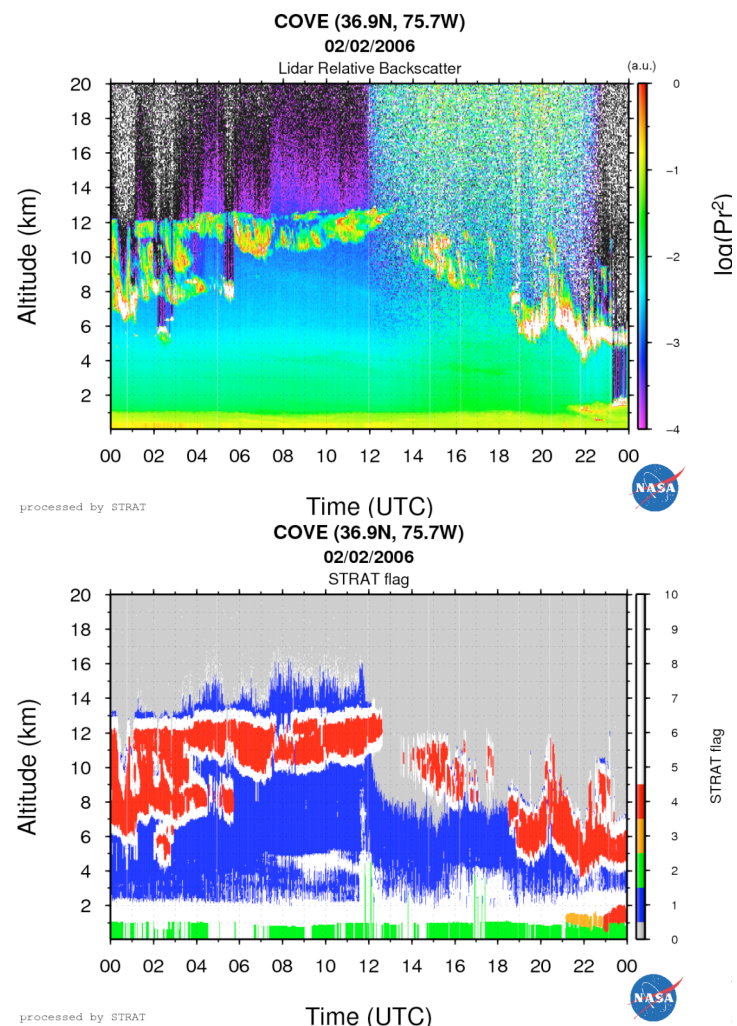 COVE (36.9N, 75.7W)
02/02/2006
Lidar Relative Backscatter
(a.u.)
20
18
16
14
12
10
8
6
4
2
Altitude (km)
0
−1
−2
−3
−4
log(Pr²)
00 02 04 06 08 10 12 14 16 18 20 22 00
Time (UTC)
processed by STRAT
NASA
COVE (36.9N, 75.7W)
02/02/2006
STRAT flag
20
18
16
14
12
10
8
6
4
2
Altitude (km)
10
9
8
7
6
5
4
3
2
1
0
STRAT flag
00 02 04 06 08 10 12 14 16 18 20 22 00
Time (UTC)
processed by STRAT
NASA